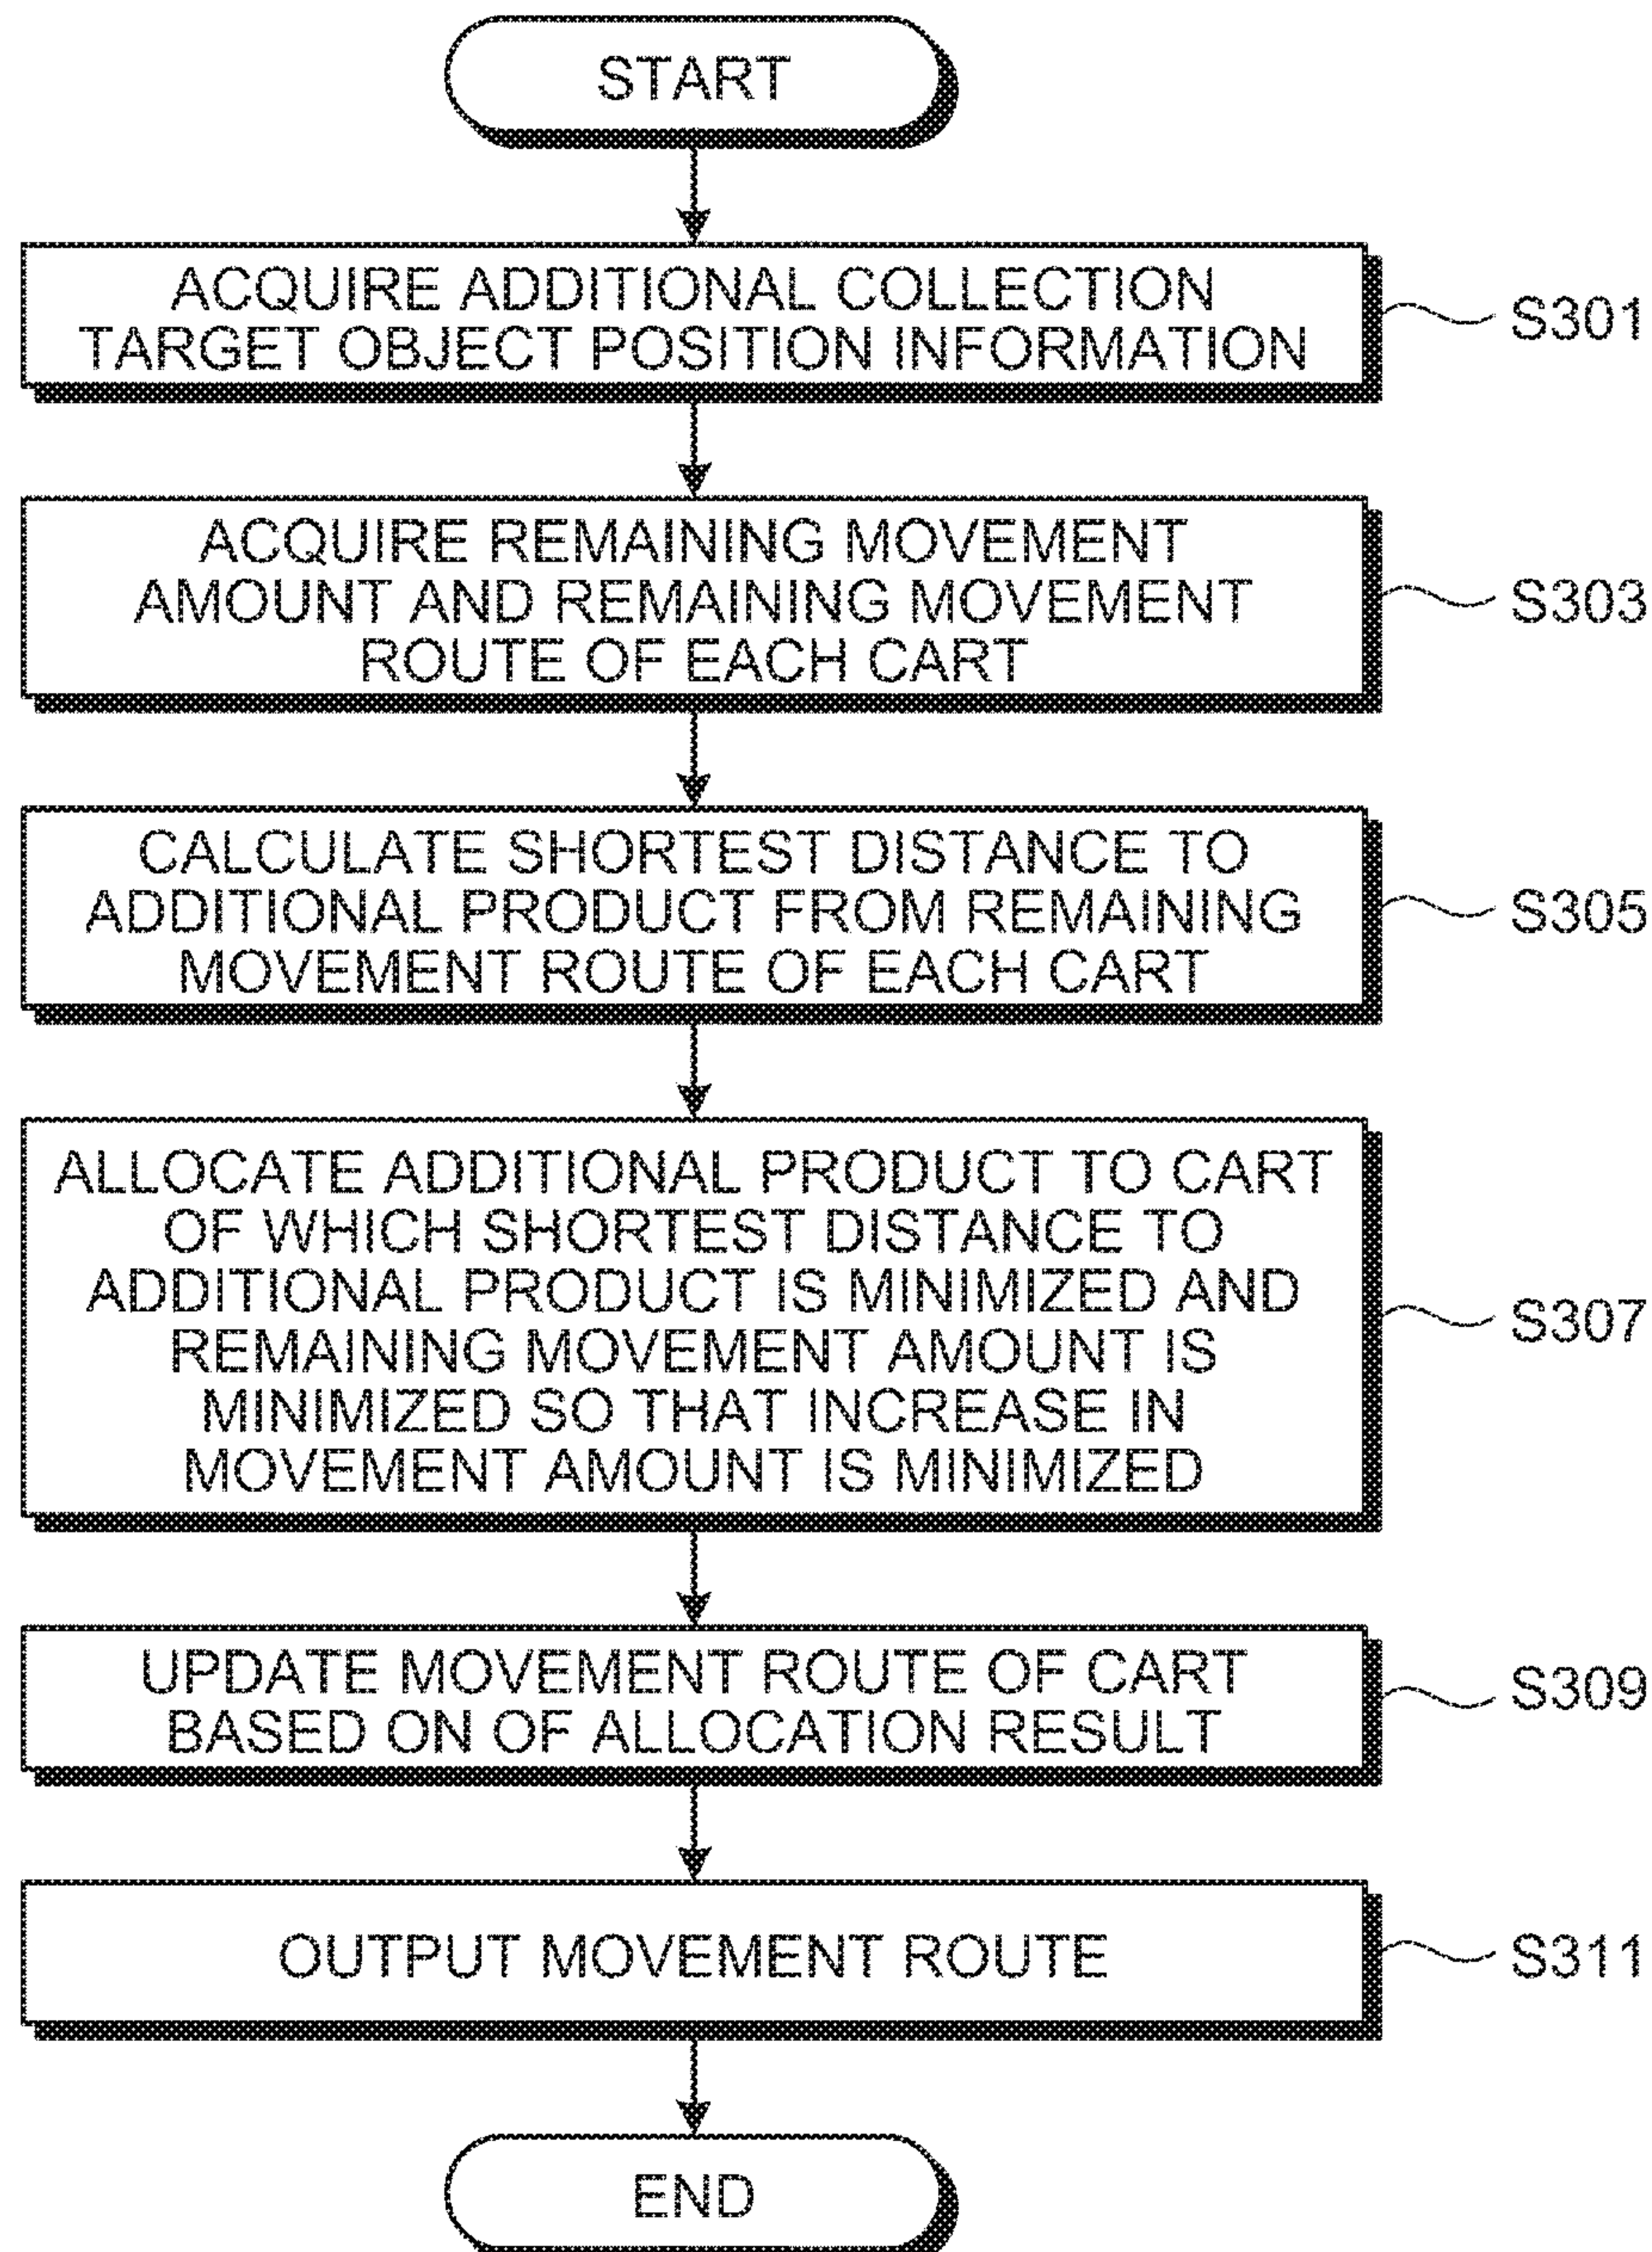 START
ACQUIRE ADDITIONAL COLLECTION
TARGET OBJECT POSITION INFORMATION
S301
ACQUIRE REMAINING MOVEMENT
AMOUNT AND REMAINING MOVEMENT
ROUTE OF EACH CART
S303
CALCULATE SHORTEST DISTANCE TO
ADDITIONAL PRODUCT FROM REMAINING
MOVEMENT ROUTE OF EACH CART
S305
ALLOCATE ADDITIONAL PRODUCT TO CART
OF WHICH SHORTEST DISTANCE TO
ADDITIONAL PRODUCT IS MINIMIZED AND
REMAINING MOVEMENT AMOUNT IS
MINIMIZED SO THAT INCREASE IN
MOVEMENT AMOUNT IS MINIMIZED
S307
UPDATE MOVEMENT ROUTE OF CART
BASED ON OF ALLOCATION RESULT
S309
OUTPUT MOVEMENT ROUTE
S311
END